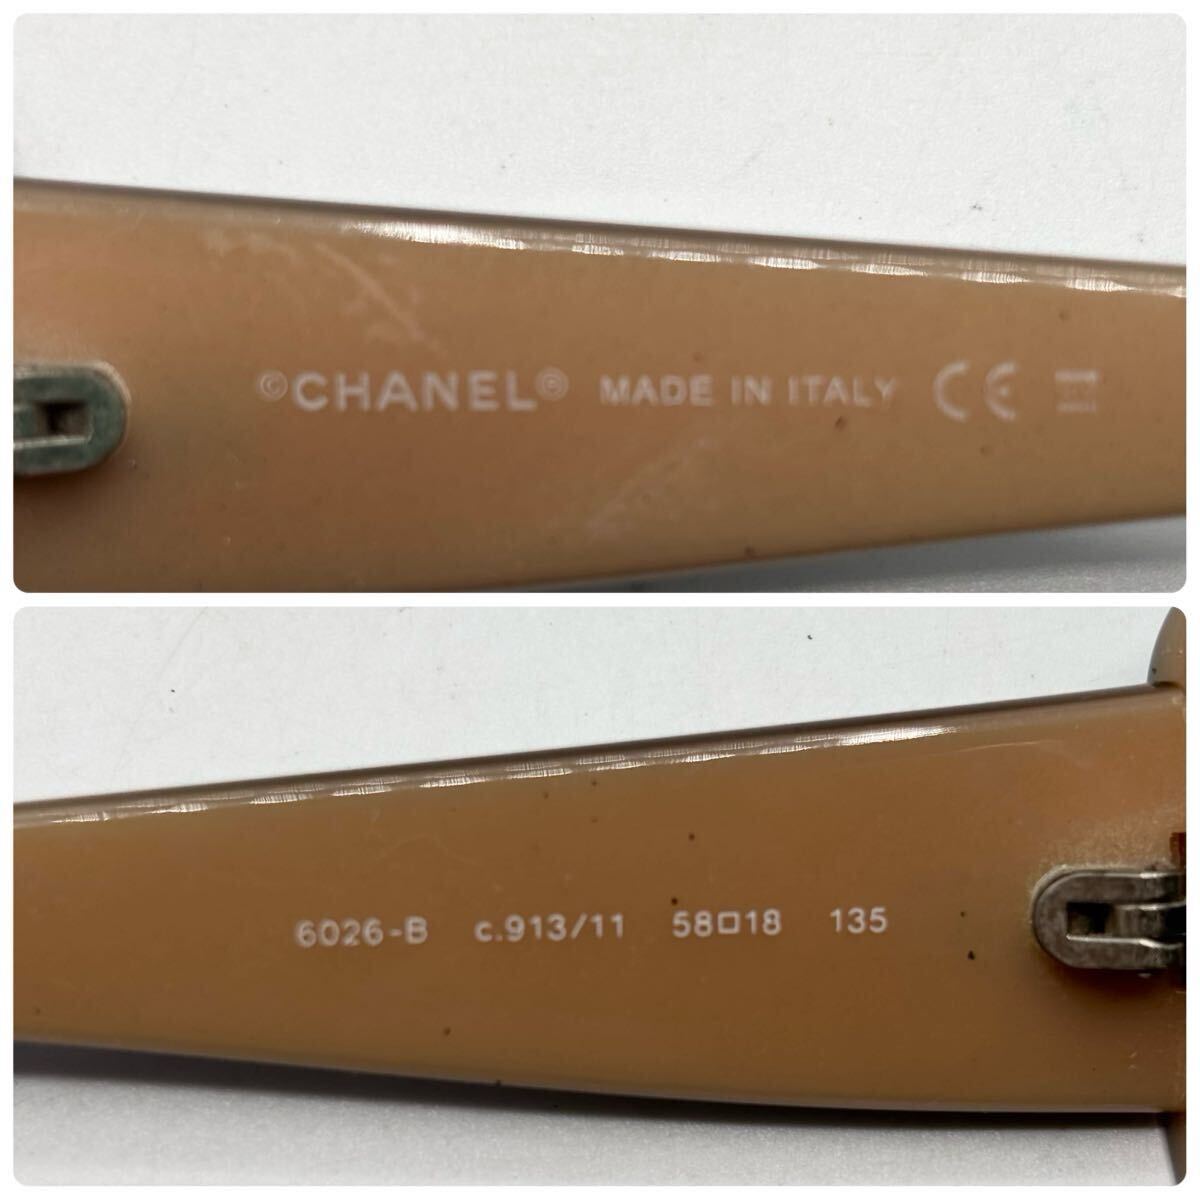 ©CHANEL® MADE IN ITALY CE
6026-B c.913/11 58□18 135